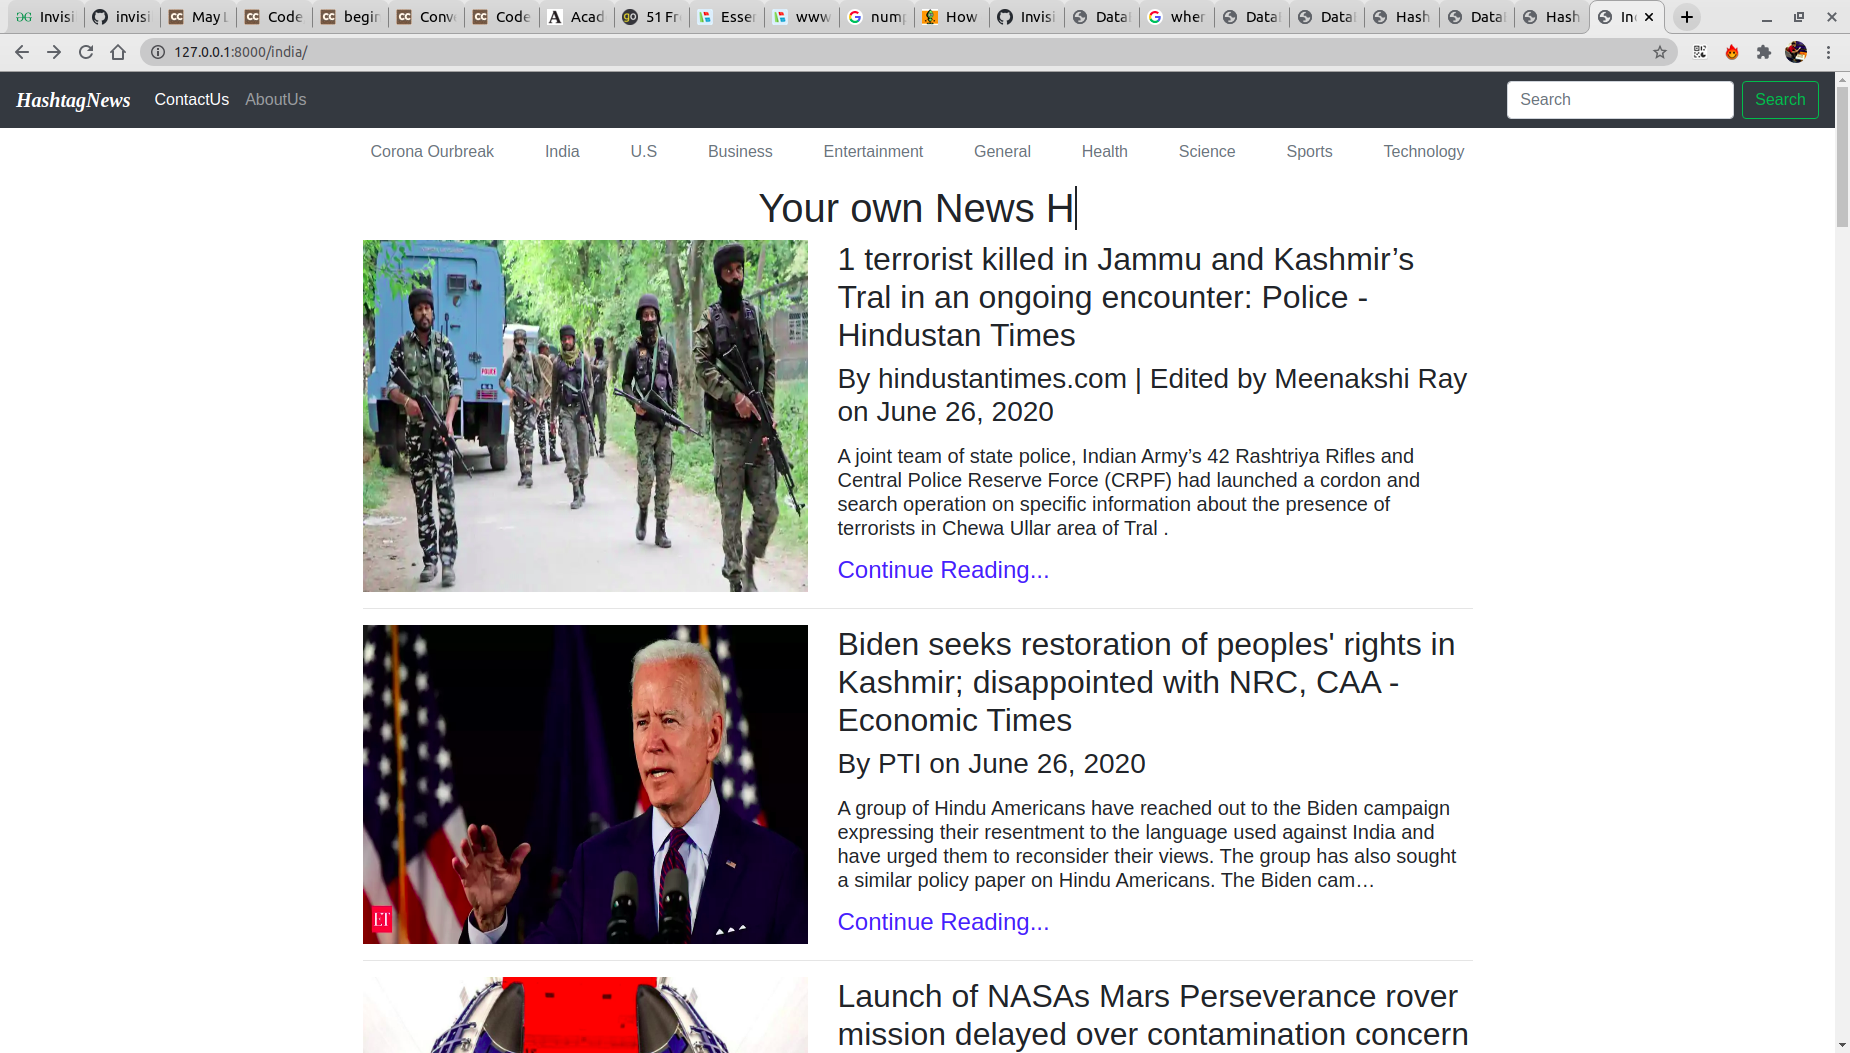 Invisi
invisi
May L
Code
begin
Conv
Code
Acad
51 Fr
Essen
www
nump
How
Invisi
Datal
wher
Datal
Datal
Hash
Datal
Hash
In
127.0.0.1:8000/india/
HashtagNews ContactUs AboutUs Search Search
Corona Ourbreak India U.S Business Entertainment General Health Science Sports Technology
Your own News H
POLICE
1 terrorist killed in Jammu and Kashmir’s
Tral in an ongoing encounter: Police -
Hindustan Times
By hindustantimes.com | Edited by Meenakshi Ray
on June 26, 2020
A joint team of state police, Indian Army’s 42 Rashtriya Rifles and
Central Police Reserve Force (CRPF) had launched a cordon and
search operation on specific information about the presence of
terrorists in Chewa Ullar area of Tral .
Continue Reading...
ET
Biden seeks restoration of peoples' rights in
Kashmir; disappointed with NRC, CAA -
Economic Times
By PTI on June 26, 2020
A group of Hindu Americans have reached out to the Biden campaign
expressing their resentment to the language used against India and
have urged them to reconsider their views. The group has also sought
a similar policy paper on Hindu Americans. The Biden cam…
Continue Reading...
Launch of NASAs Mars Perseverance rover
mission delayed over contamination concern